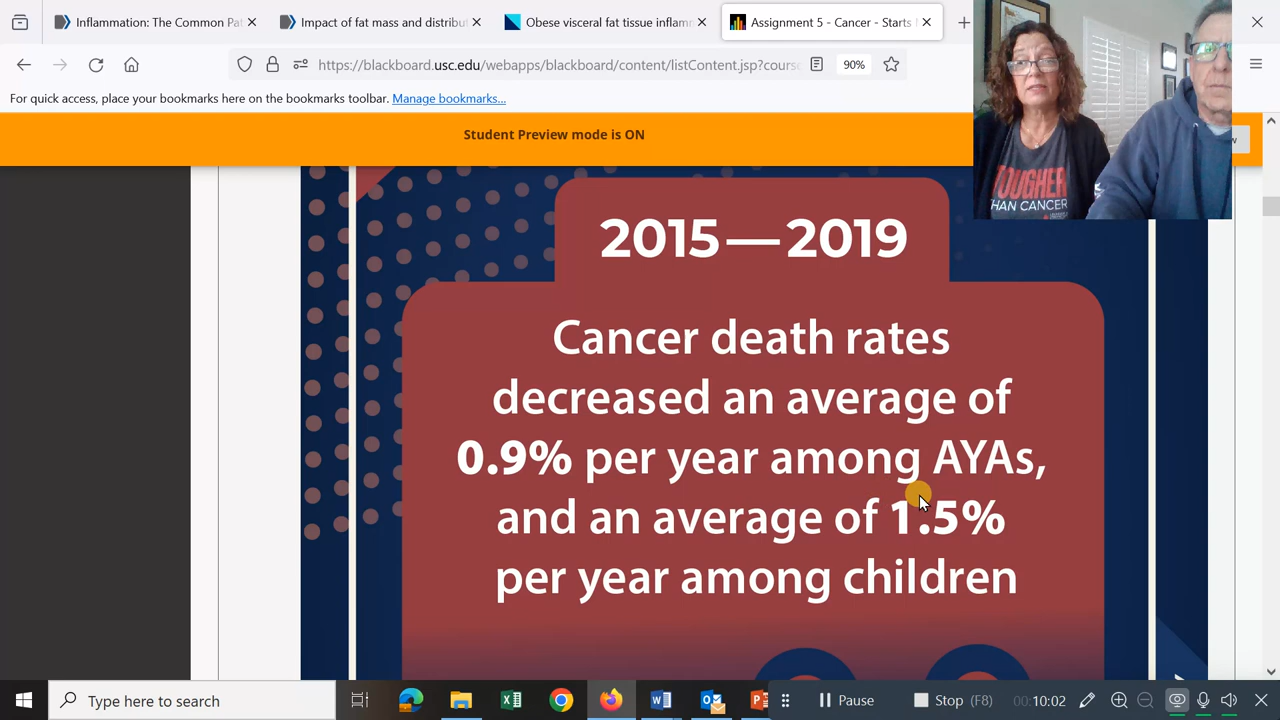 Inflammation: The Common Pa
Impact of fat mass and distribut
Obese visceral fat tissue inflamm
Assignment 5 - Cancer - Starts
https://blackboard.usc.edu/webapps/blackboard/content/listContent.jsp?cours
90%
For quick access, place your bookmarks here on the bookmarks toolbar. Manage bookmarks...
Student Preview mode is ON
w
TOUGHER
HAN CANCER
2015—2019
Cancer death rates
decreased an average of
0.9% per year among AYAs,
and an average of 1.5%
per year among children
Type here to search
Pause
Stop (F8)
00:10:02